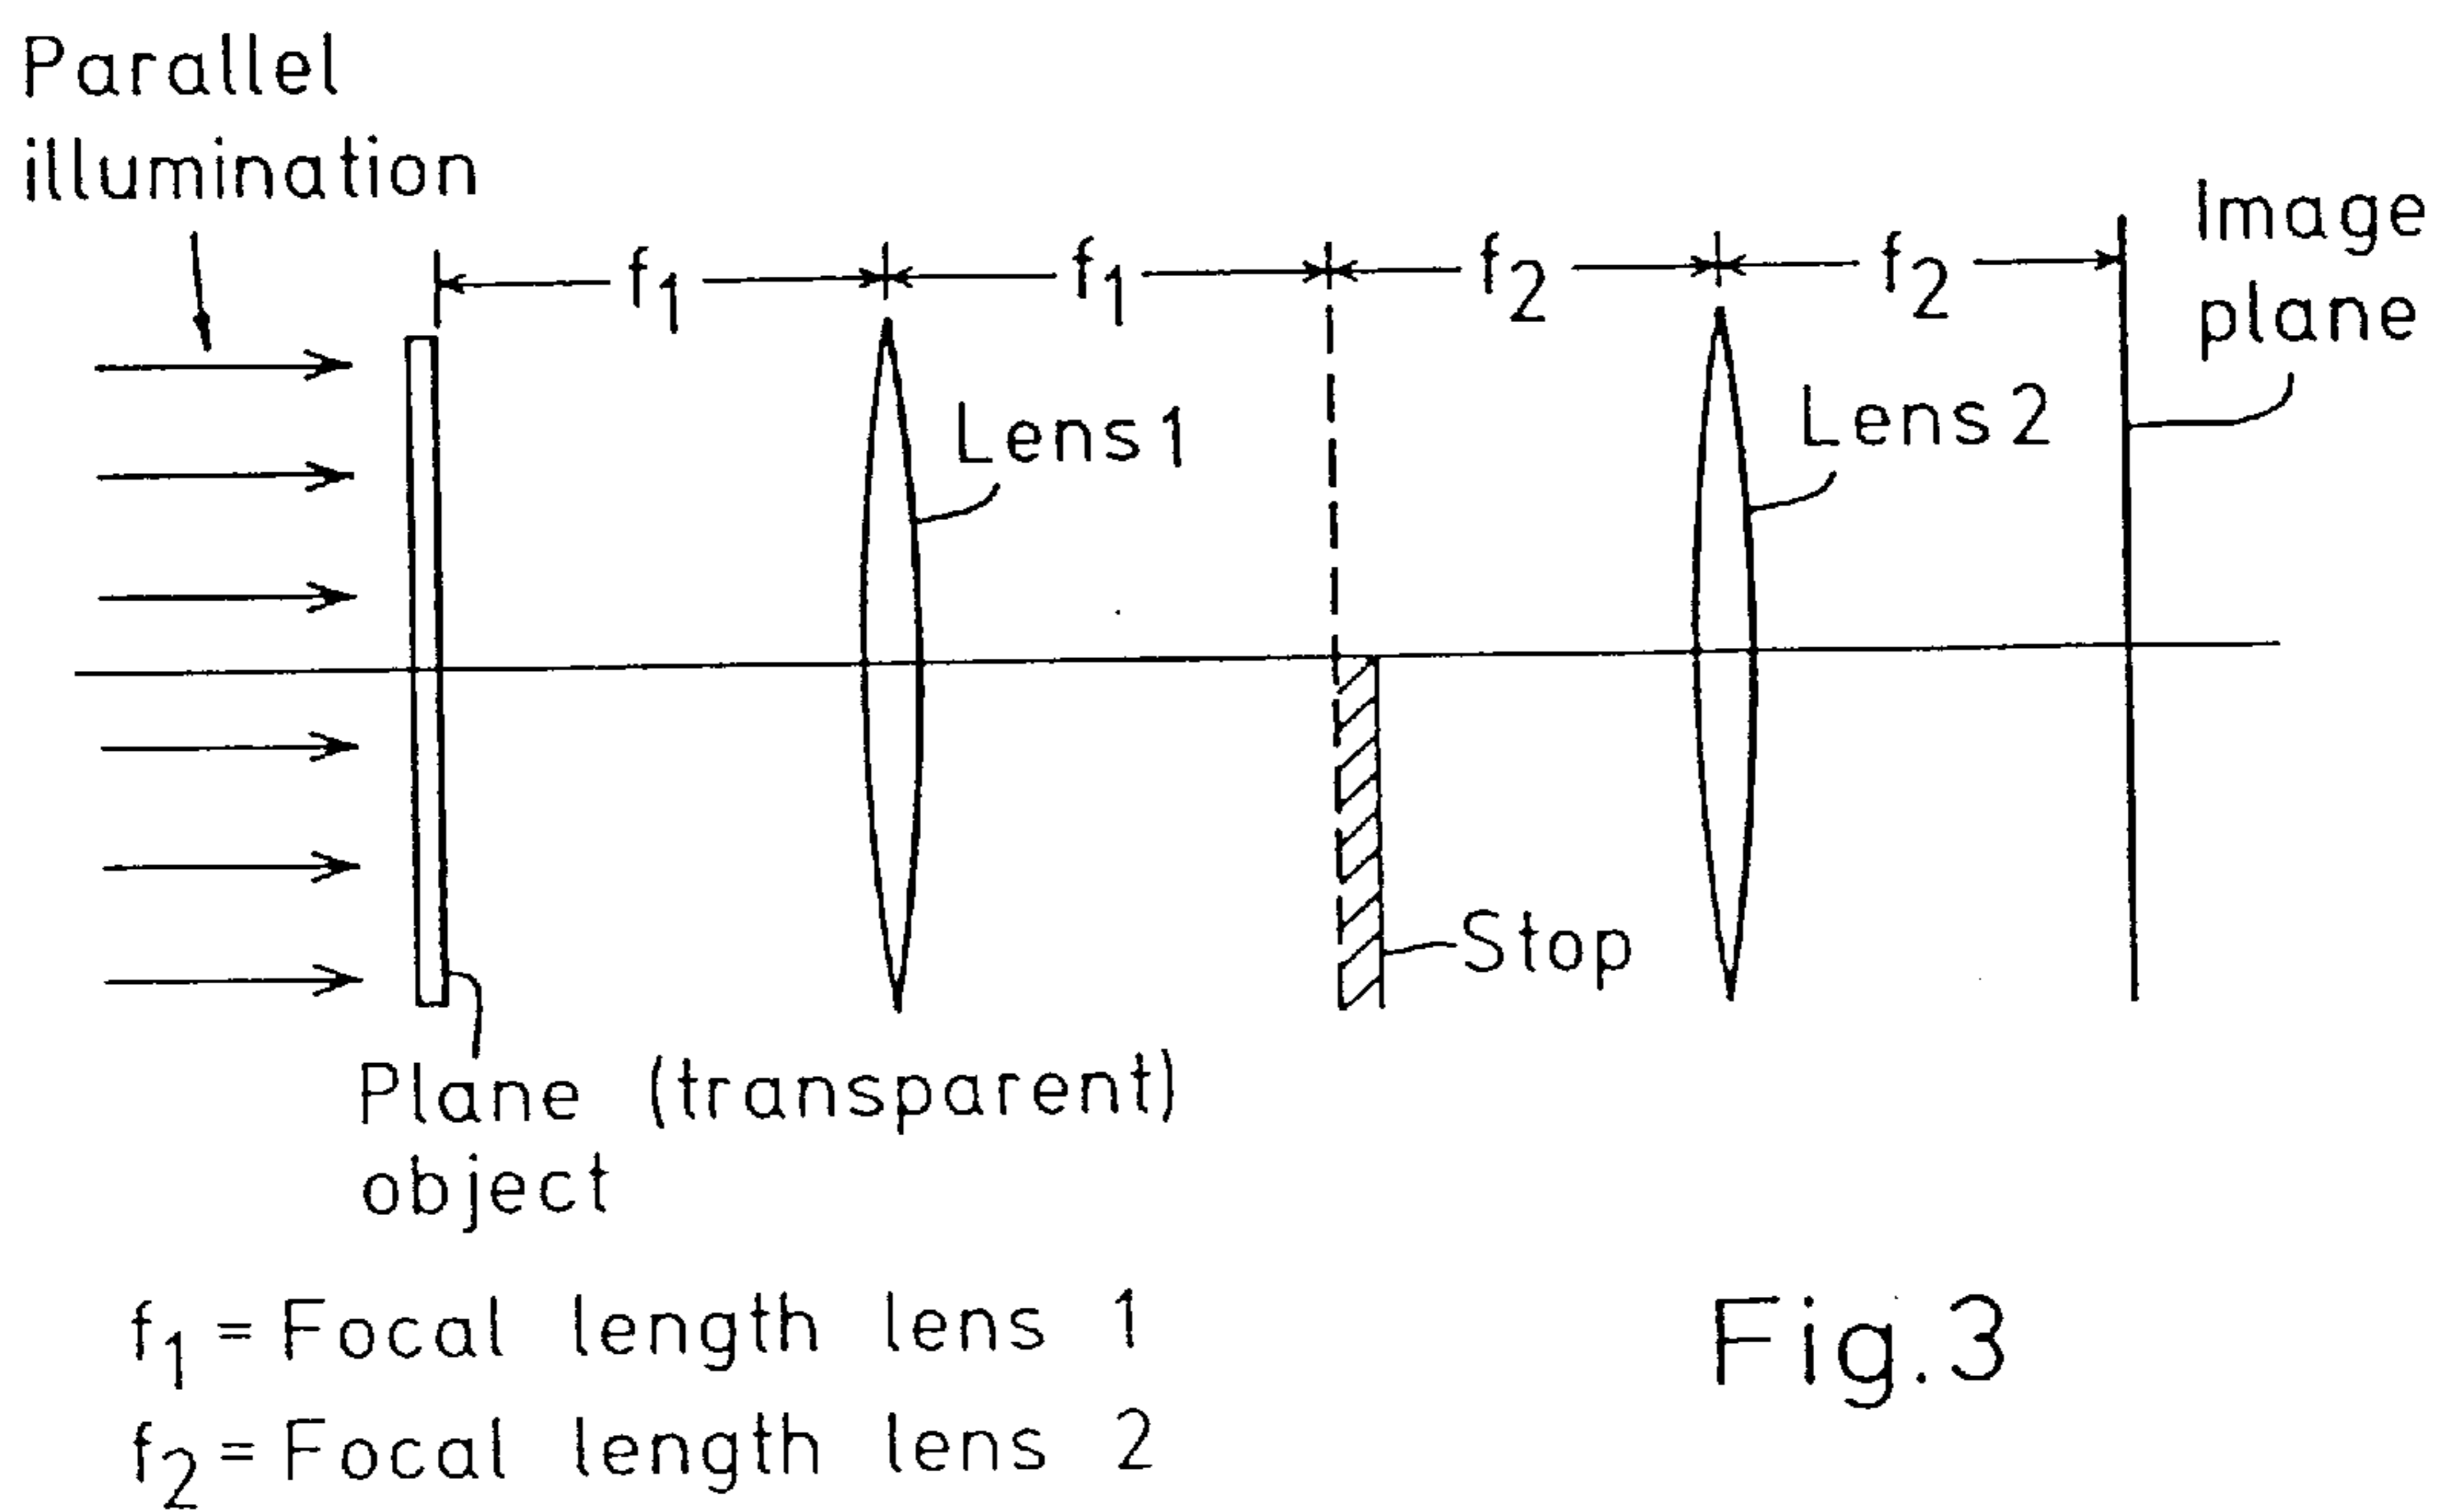 Parallel
illumination
f1
f1
f2
f2
Image
plane
Lens 1
Lens 2
Stop
Plane (transparent)
object
f1 = Focal length lens 1
f2 = Focal length lens 2
Fig.3